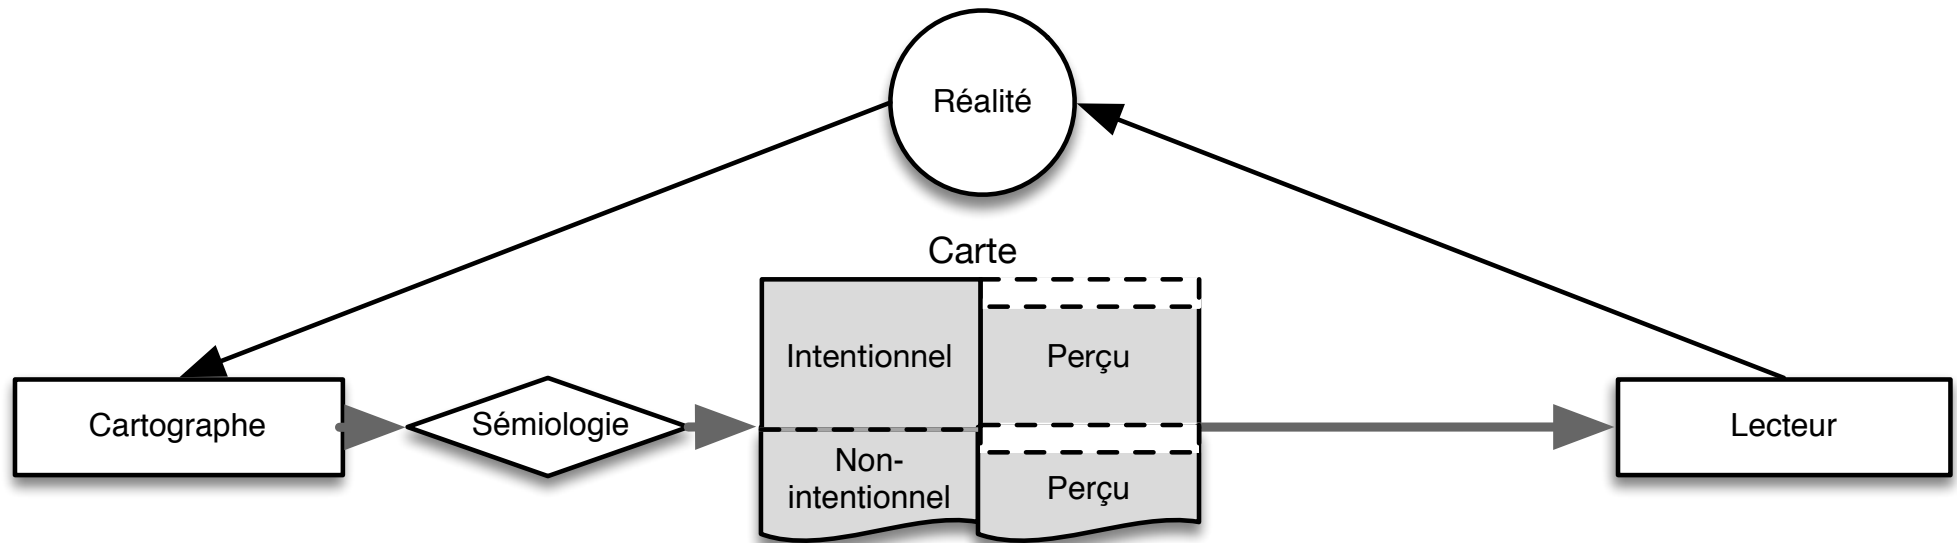 Réalité
Carte
Cartographe
Sémiologie
Intentionnel
Perçu
Non-
intentionnel
Perçu
Lecteur